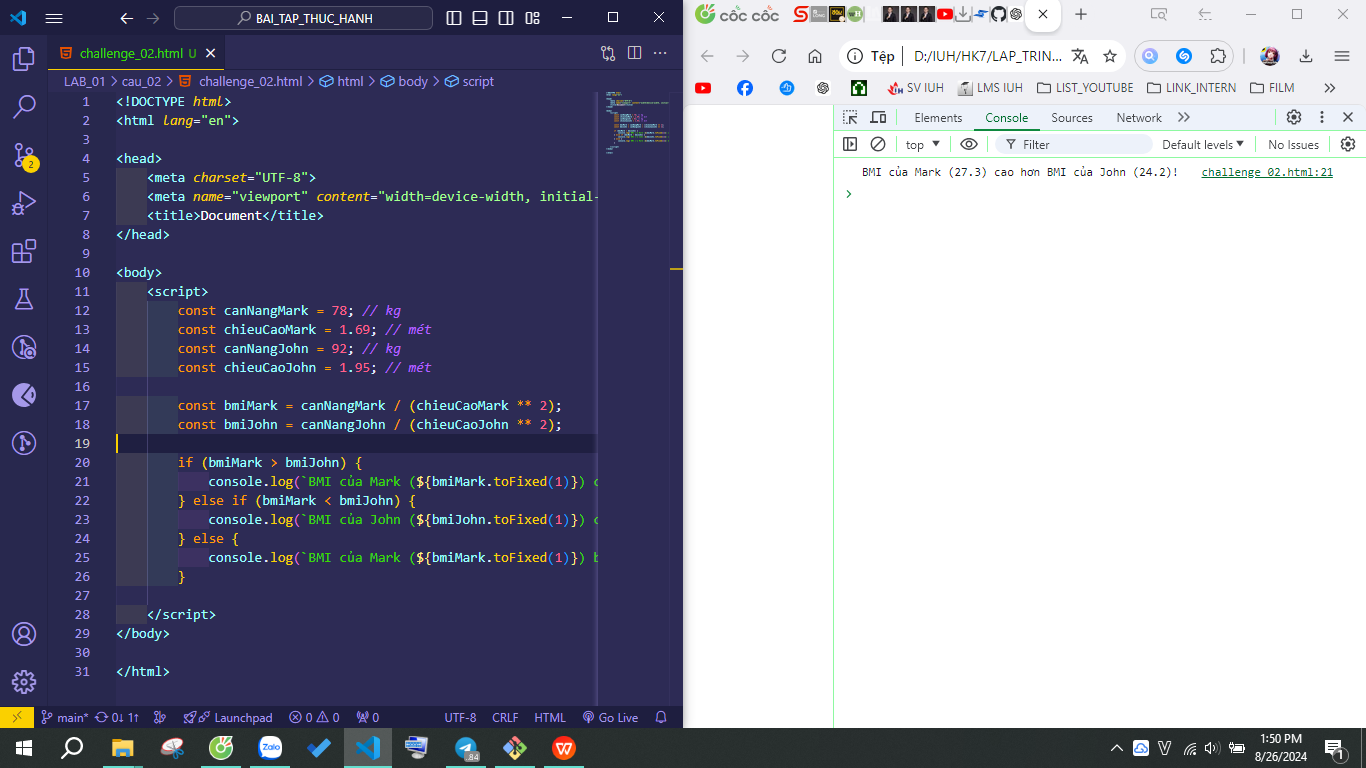 BAI_TAP_THUC_HANH
challenge_02.html U
LAB_01 > cau_02 > challenge_02.html > html > body > script
1 <!DOCTYPE html>
2 <html lang="en">
3
4 <head>
5 <meta charset="UTF-8">
6 <meta name="viewport" content="width=device-width, initial-
7 <title>Document</title>
8 </head>
9
10 <body>
11 <script>
12 const canNangMark = 78; // kg
13 const chieuCaoMark = 1.69; // mét
14 const canNangJohn = 92; // kg
15 const chieuCaoJohn = 1.95; // mét
16
17 const bmiMark = canNangMark / (chieuCaoMark ** 2);
18 const bmiJohn = canNangJohn / (chieuCaoJohn ** 2);
19
20 if (bmiMark > bmiJohn) {
21 console.log(`BMI của Mark (${bmiMark.toFixed(1)}) c
22 } else if (bmiMark < bmiJohn) {
23 console.log(`BMI của John (${bmiJohn.toFixed(1)}) c
24 } else {
25 console.log(`BMI của Mark (${bmiMark.toFixed(1)}) b
26 }
27
28 </script>
29 </body>
30
31 </html>
2
main* 0↓ 1↑ Launchpad 0 0 0 UTF-8 CRLF HTML Go Live
cốc cốc
Tệp D:/IUH/HK7/LAP_TRIN...
SV IUH LMS IUH LIST_YOUTUBE LINK_INTERN FILM
Elements Console Sources Network
top Filter Default levels No Issues
BMI của Mark (27.3) cao hơn BMI của John (24.2)! challenge_02.html:21
Zalo
.84
1:50 PM
8/26/2024
1